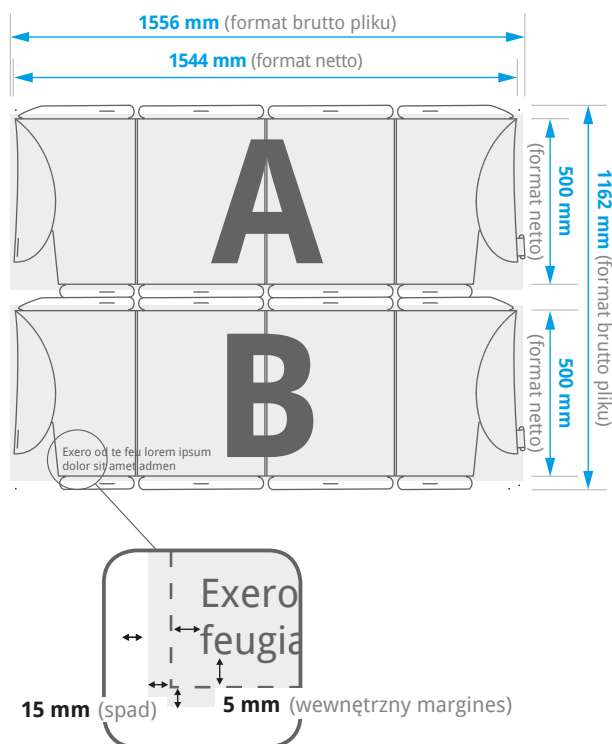 1556 mm (format brutto pliku)
1544 mm (format netto)
A
500 mm
(format netto)
1162 mm (format brutto pliku)
B
500 mm
(format netto)
Exero od te feu lorem ipsum
dolor sit amet admen
Exero
feugia
15 mm (spad)
5 mm (wewnętrzny margines)